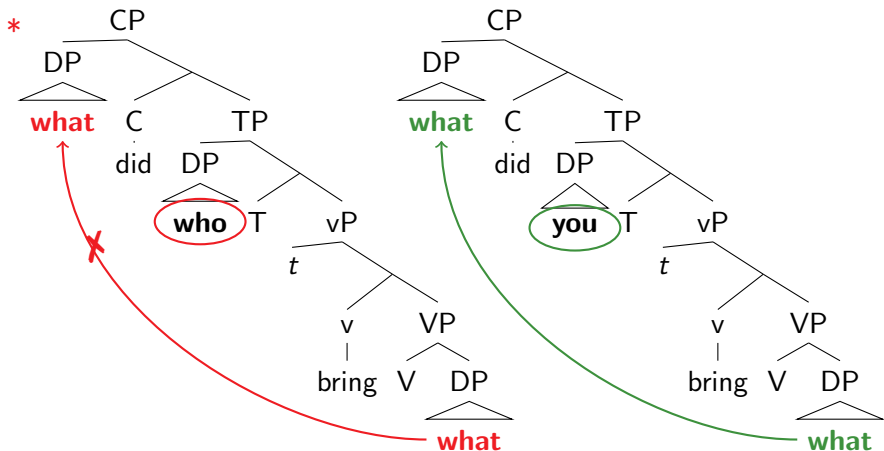 * CP CP
DP DP
what C TP what C TP
did DP did DP
who T vP you T vP
t t
v VP v VP
bring V DP bring V DP
what what